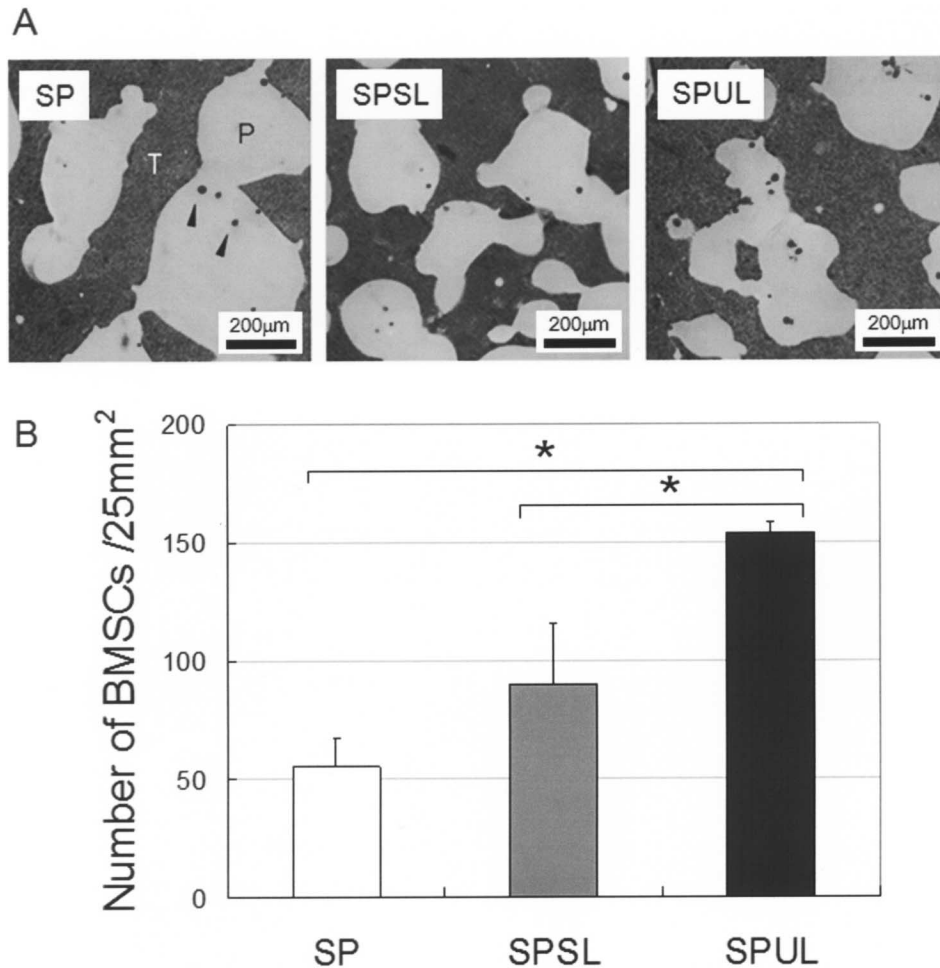 A
SP
SPSL
SPUL
T
P
200µm
200µm
200µm
B
Number of BMSCs /25mm²
200
150
100
50
0
*
*
SP
SPSL
SPUL